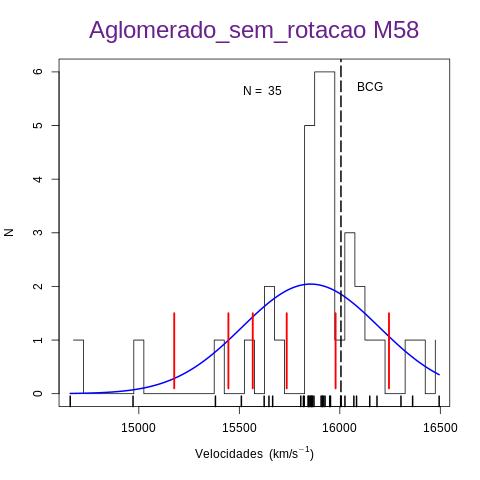 Aglomerado_sem_rotacao M58
N = 35
BCG
6
5
4
3
2
1
0
N
15000 15500 16000 16500
Velocidades (km/s⁻¹)